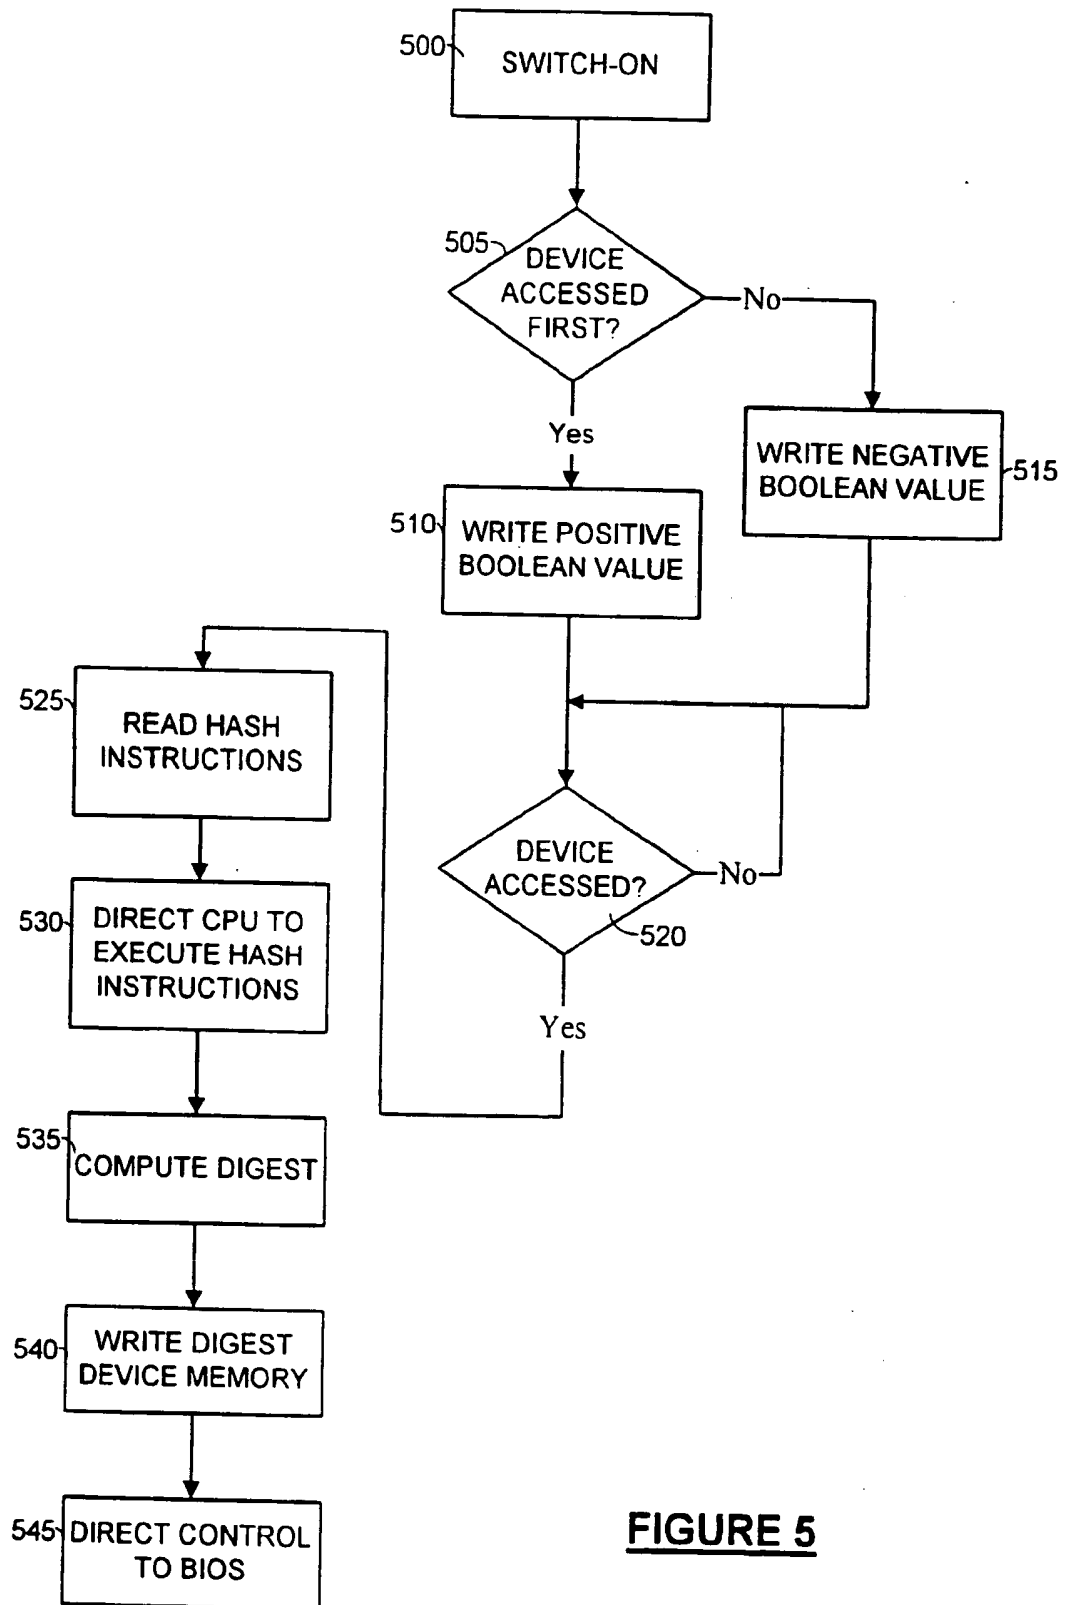 500
SWITCH-ON
505
DEVICE
ACCESSED
FIRST?
No
Yes
WRITE NEGATIVE
BOOLEAN VALUE
515
510
WRITE POSITIVE
BOOLEAN VALUE
525
READ HASH
INSTRUCTIONS
DEVICE
ACCESSED?
No
520
530
DIRECT CPU TO
EXECUTE HASH
INSTRUCTIONS
Yes
535
COMPUTE DIGEST
540
WRITE DIGEST
DEVICE MEMORY
545
DIRECT CONTROL
TO BIOS
FIGURE 5